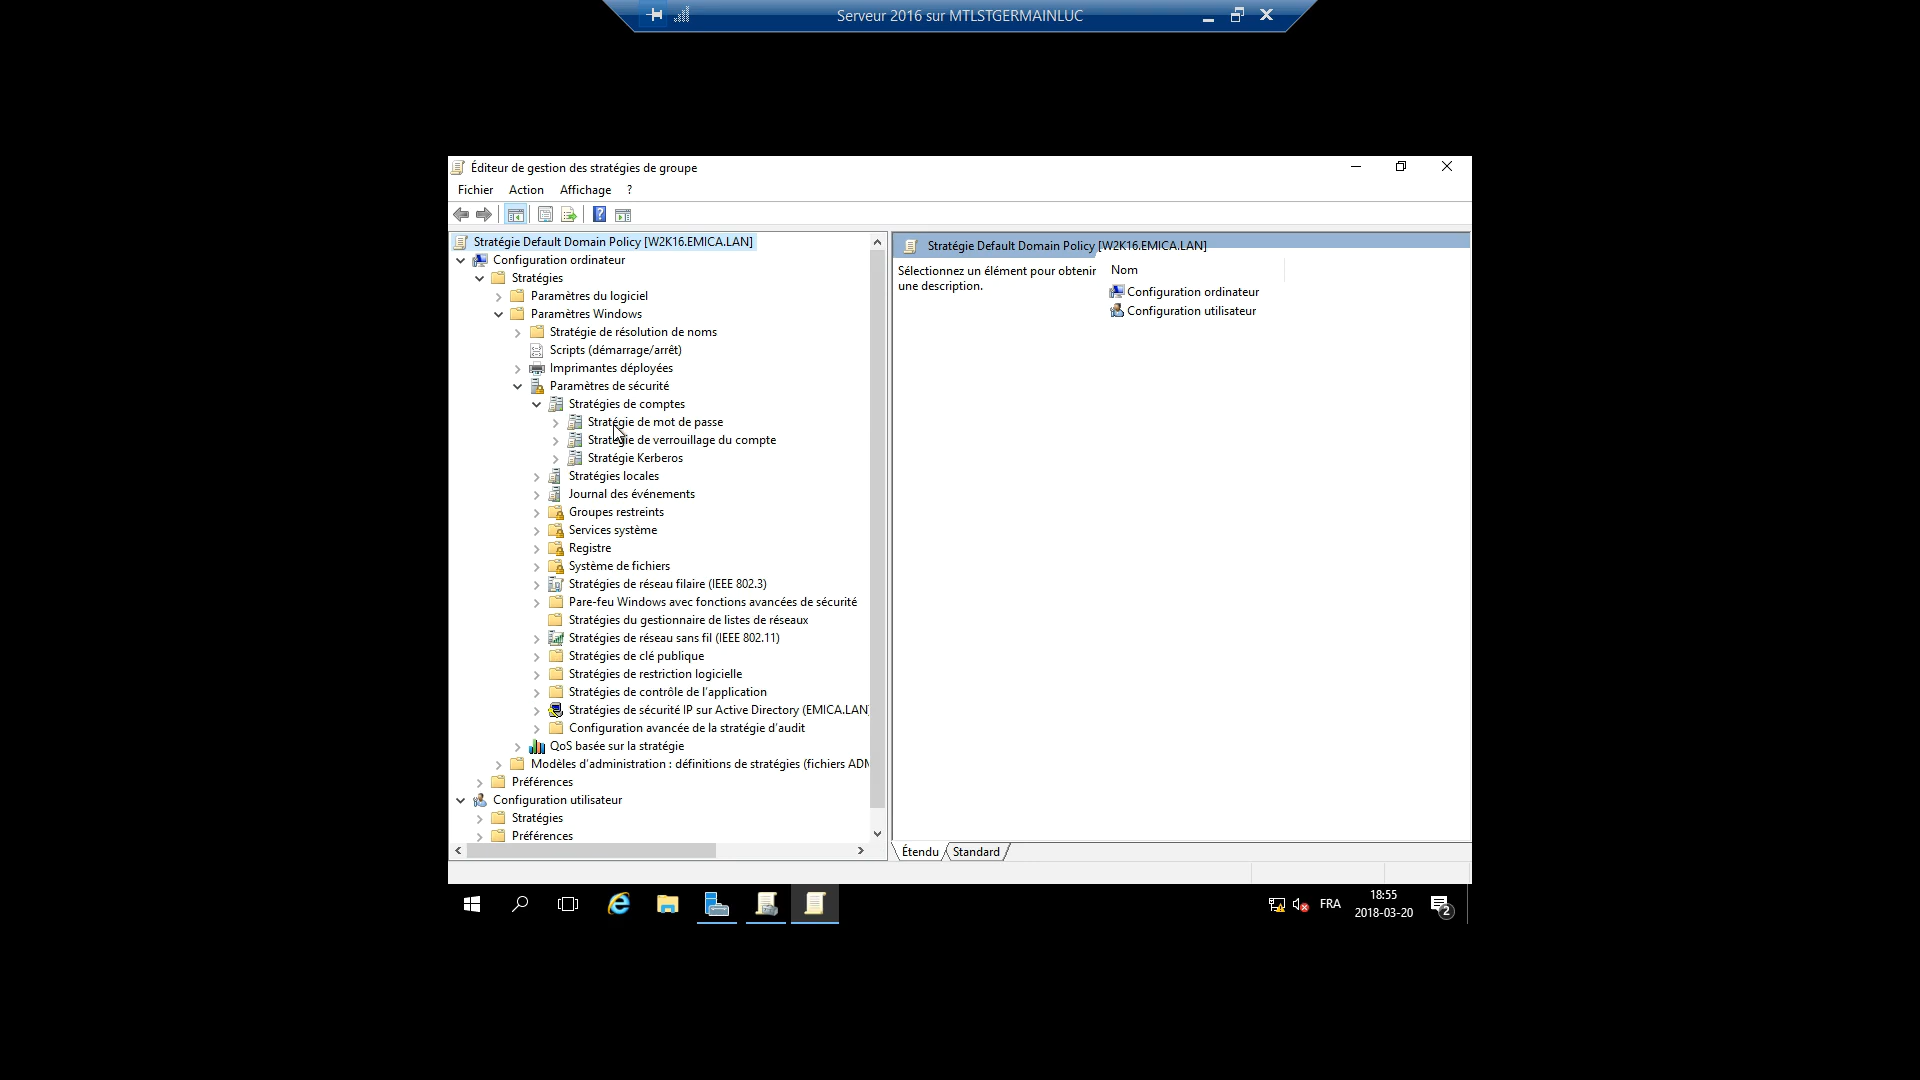 Serveur 2016 sur MTLSTGERMAINLUC
Éditeur de gestion des stratégies de groupe
Fichier Action Affichage ?
Stratégie Default Domain Policy [W2K16.EMICA.LAN]
Configuration ordinateur
Stratégies
Paramètres du logiciel
Paramètres Windows
Stratégie de résolution de noms
Scripts (démarrage/arrêt)
Imprimantes déployées
Paramètres de sécurité
Stratégies de comptes
Stratégie de mot de passe
Stratégie de verrouillage du compte
Stratégie Kerberos
Stratégies locales
Journal des événements
Groupes restreints
Services système
Registre
Système de fichiers
Stratégies de réseau filaire (IEEE 802.3)
Pare-feu Windows avec fonctions avancées de sécurité
Stratégies du gestionnaire de listes de réseaux
Stratégies de réseau sans fil (IEEE 802.11)
Stratégies de clé publique
Stratégies de restriction logicielle
Stratégies de contrôle de l'application
Stratégies de sécurité IP sur Active Directory (EMICA.LAN)
Configuration avancée de la stratégie d'audit
QoS basée sur la stratégie
Modèles d'administration : définitions de stratégies (fichiers ADM
Préférences
Configuration utilisateur
Stratégies
Préférences
Stratégie Default Domain Policy [W2K16.EMICA.LAN]
Sélectionnez un élément pour obtenir
une description.
Nom
Configuration ordinateur
Configuration utilisateur
Étendu Standard
FRA
18:55
2018-03-20
2